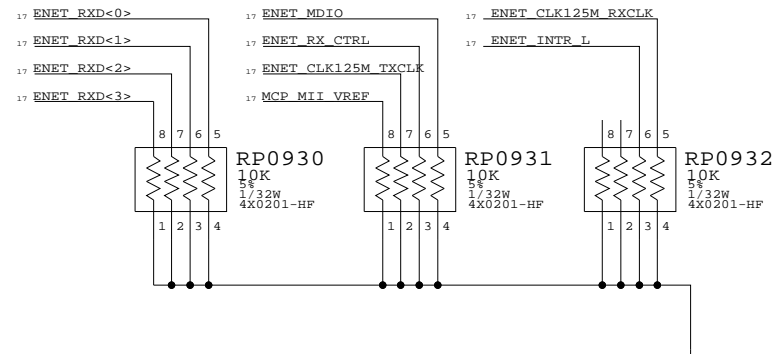 17 ENET_RXD<0>
17 ENET_RXD<1>
17 ENET_RXD<2>
17 ENET_RXD<3>
17 ENET_MDIO
17 ENET_RX_CTRL
17 ENET_CLK125M_TXCLK
17 MCP_MII_VREF
17 ENET_CLK125M_RXCLK
17 ENET_INTR_L
8 7 6 5
RP0930
10K
5%
1/32W
4X0201-HF
1 2 3 4
8 7 6 5
RP0931
10K
5%
1/32W
4X0201-HF
1 2 3 4
8 7 6 5
RP0932
10K
5%
1/32W
4X0201-HF
1 2 3 4